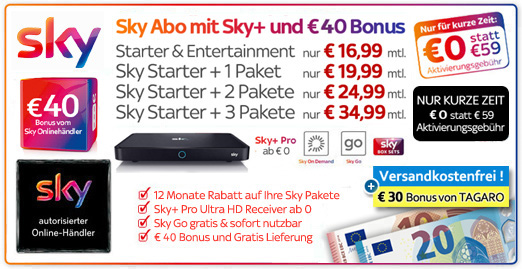 sky
Sky Abo mit Sky+ und € 40 Bonus
Starter & Entertainment nur € 16,99 mtl.
Sky Starter + 1 Paket nur € 19,99 mtl.
Sky Starter + 2 Pakete nur € 24,99 mtl.
Sky Starter + 3 Pakete nur € 34,99 mtl.
Nur für kurze Zeit:
€ 0 statt €59
Aktivierungsgebühr
€40
Bonus vom
Sky Onlinehändler
NUR KURZE ZEIT
€ 0 statt € 59
Aktivierungsgebühr
sky
Sky+ Pro
ab € 0
Sky On Demand
go
Sky Go
sky
BOX SETS
sky
autorisierter
Online-Händler
12 Monate Rabatt auf Ihre Sky Pakete
Sky+ Pro Ultra HD Receiver ab 0
Sky Go gratis & sofort nutzbar
€ 40 Bonus und Gratis Lieferung
Versandkostenfrei !
+ € 30 Bonus von TAGARO
20